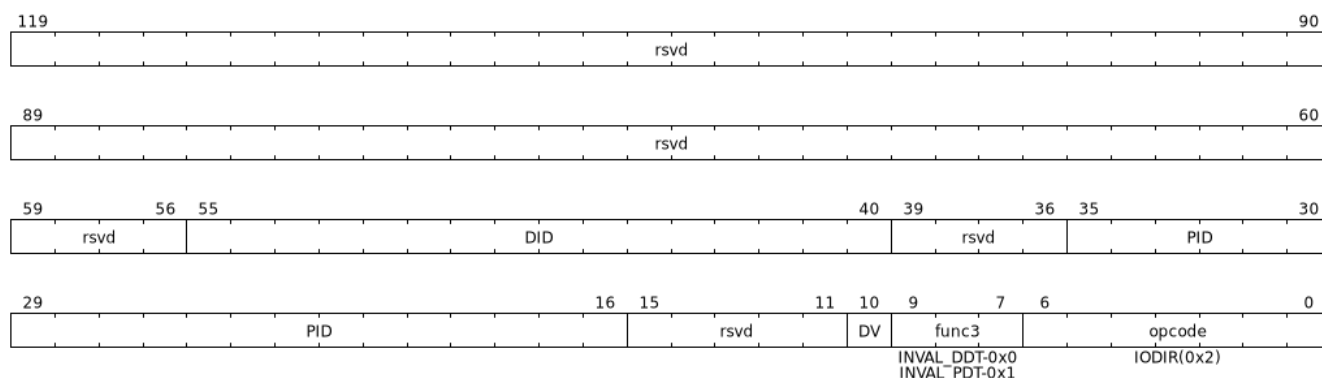 119 90
rsvd
89 60
rsvd
59 56 55 40 39 36 35 30
rsvd DID rsvd PID
29 16 15 11 10 9 7 6 0
PID rsvd DV func3 opcode
INVAL_DDT-0x0 IODIR(0x2)
INVAL_PDT-0x1